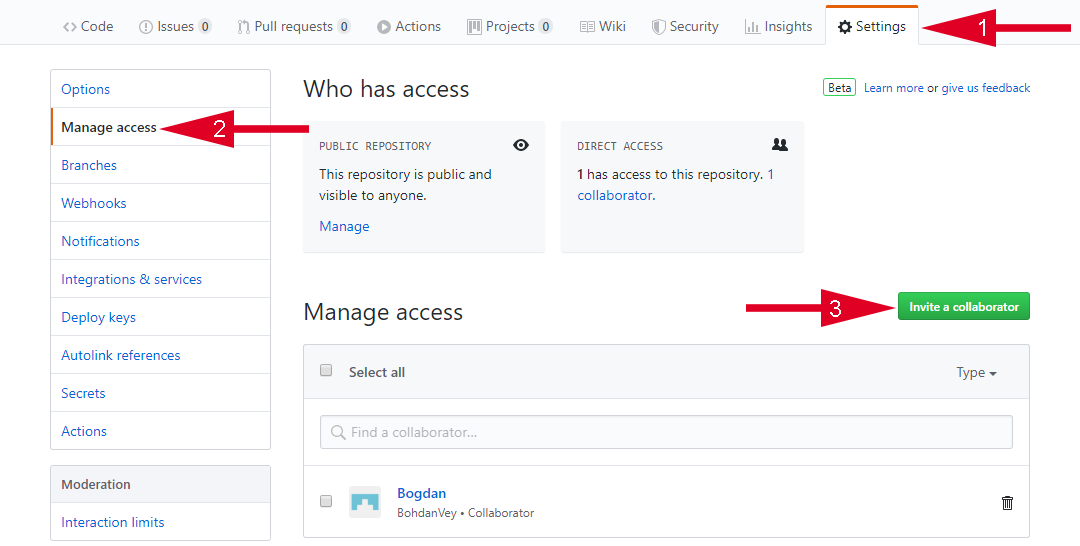 Code Issues 0 Pull requests 0 Actions Projects 0 Wiki Security Insights Settings 1
Options
Manage access 2
Branches
Webhooks
Notifications
Integrations & services
Deploy keys
Autolink references
Secrets
Actions
Moderation
Interaction limits
Who has access
Beta Learn more or give us feedback
PUBLIC REPOSITORY
This repository is public and
visible to anyone.
Manage
DIRECT ACCESS
1 has access to this repository. 1
collaborator.
Manage access
3 Invite a collaborator
Select all Type
Find a collaborator...
Bogdan
BohdanVey • Collaborator